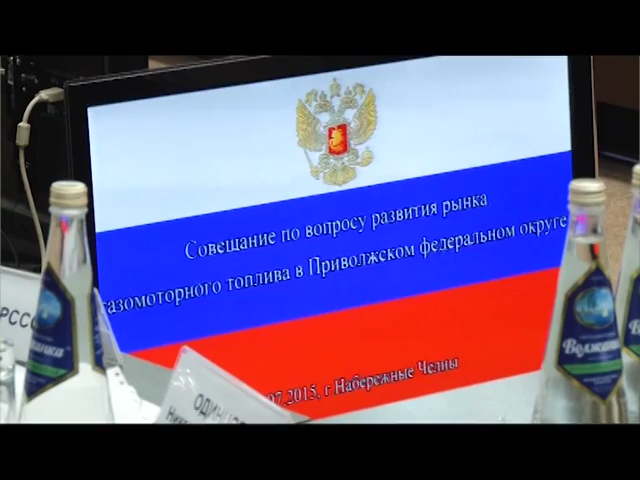 Совещание по вопросу развития рынка
газомоторного топлива в Приволжском федеральном округе
07.2015, г Набережные Челны
Волжанка